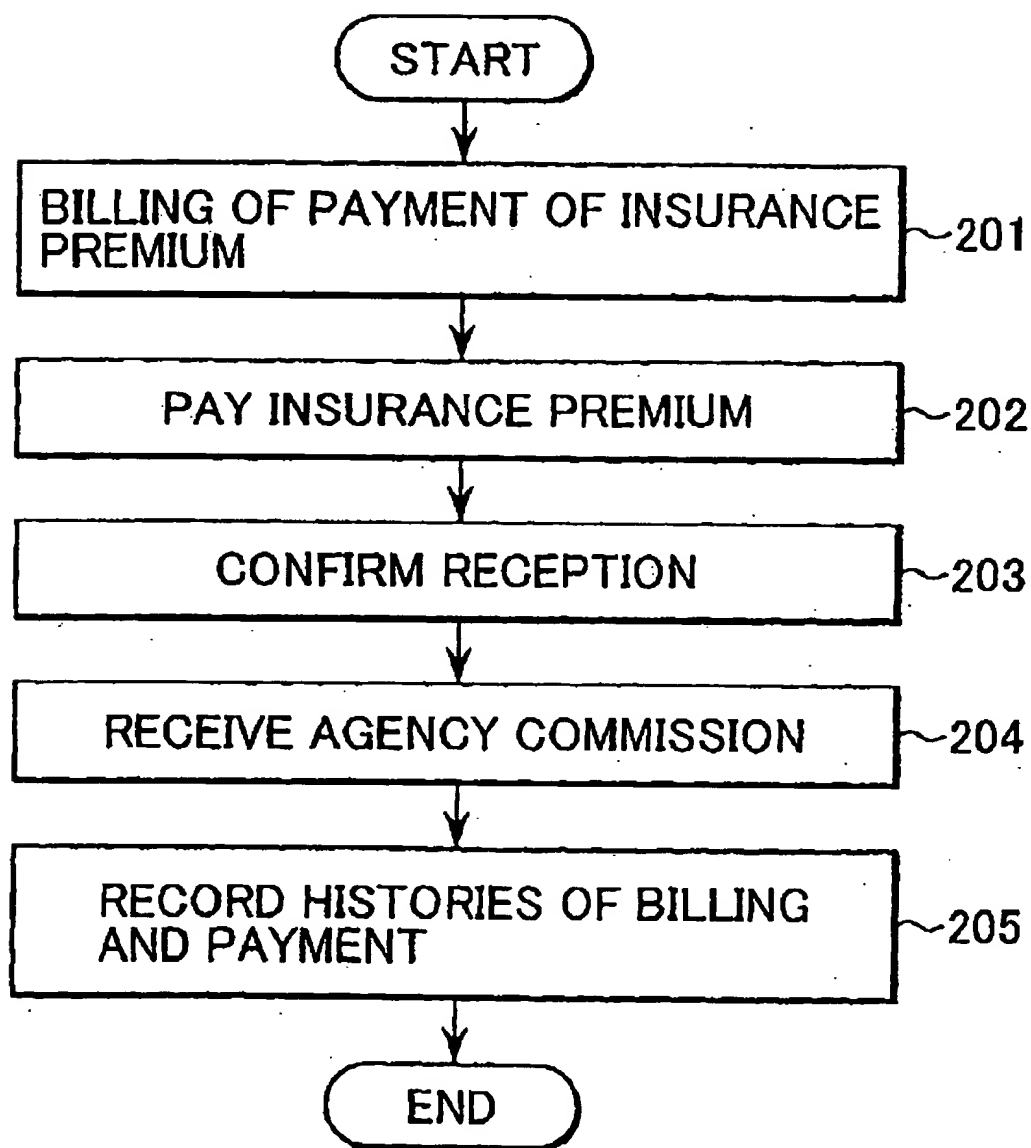 START
BILLING OF PAYMENT OF INSURANCE
PREMIUM
201
PAY INSURANCE PREMIUM
202
CONFIRM RECEPTION
203
RECEIVE AGENCY COMMISSION
204
RECORD HISTORIES OF BILLING
AND PAYMENT
205
END